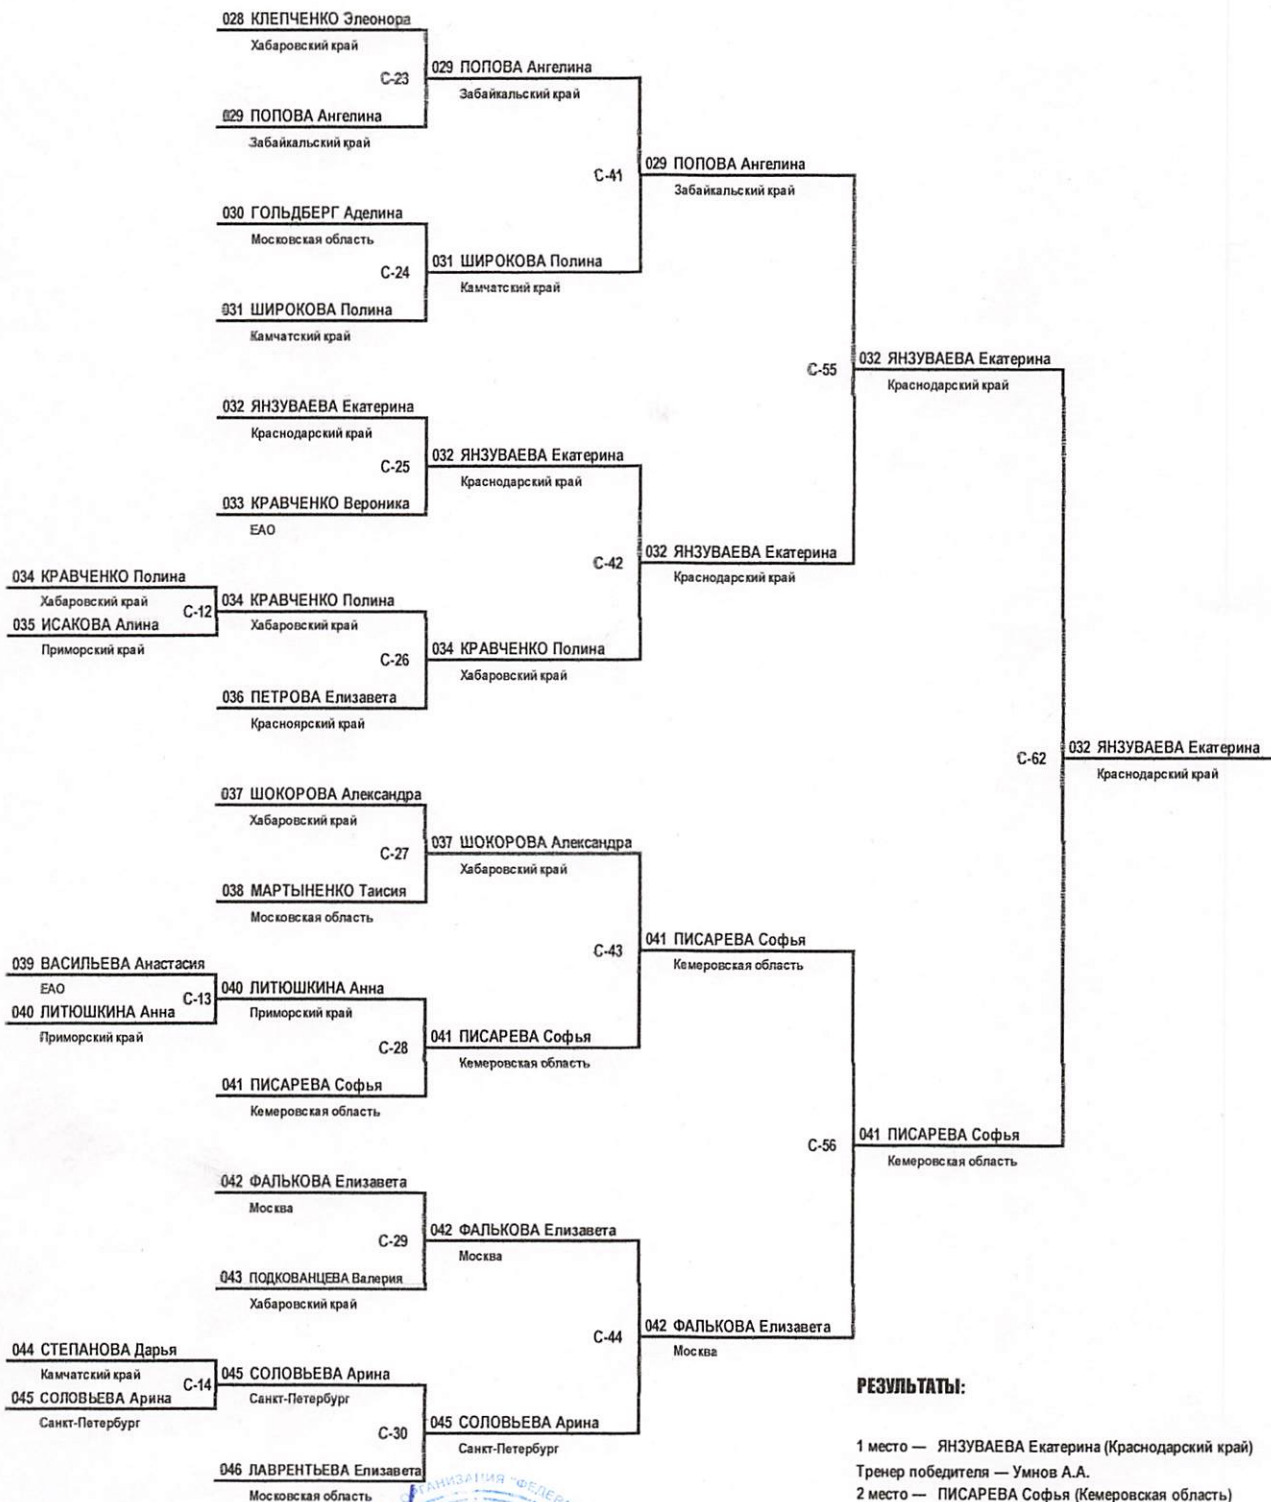 028 КЛЕПЧЕНКО Элеонора
Хабаровский край
С-23
029 ПОПОВА Ангелина
Забайкальский край
029 ПОПОВА Ангелина
Забайкальский край
С-41
029 ПОПОВА Ангелина
Забайкальский край
030 ГОЛЬДБЕРГ Аделина
Московская область
С-24
031 ШИРОКОВА Полина
Камчатский край
031 ШИРОКОВА Полина
Камчатский край
С-55
032 ЯНЗУВАЕВА Екатерина
Краснодарский край
032 ЯНЗУВАЕВА Екатерина
Краснодарский край
С-25
032 ЯНЗУВАЕВА Екатерина
Краснодарский край
033 КРАВЧЕНКО Вероника
ЕАО
С-42
032 ЯНЗУВАЕВА Екатерина
Краснодарский край
034 КРАВЧЕНКО Полина
Хабаровский край
С-12
035 ИСАКОВА Алина
Приморский край
034 КРАВЧЕНКО Полина
Хабаровский край
С-26
034 КРАВЧЕНКО Полина
Хабаровский край
036 ПЕТРОВА Елизавета
Красноярский край
С-62
032 ЯНЗУВАЕВА Екатерина
Краснодарский край
037 ШОКОРОВА Александра
Хабаровский край
С-27
037 ШОКОРОВА Александра
Хабаровский край
038 МАРТЫНЕНКО Таисия
Московская область
С-43
041 ПИСАРЕВА Софья
Кемеровская область
039 ВАСИЛЬЕВА Анастасия
ЕАО
С-13
040 ЛИТЮШКИНА Анна
Приморский край
040 ЛИТЮШКИНА Анна
Приморский край
С-28
041 ПИСАРЕВА Софья
Кемеровская область
041 ПИСАРЕВА Софья
Кемеровская область
С-56
041 ПИСАРЕВА Софья
Кемеровская область
042 ФАЛЬКОВА Елизавета
Москва
С-29
042 ФАЛЬКОВА Елизавета
Москва
043 ПОДКОВАНЦЕВА Валерия
Хабаровский край
С-44
042 ФАЛЬКОВА Елизавета
Москва
044 СТЕПАНОВА Дарья
Камчатский край
С-14
045 СОЛОВЬЕВА Арина
Санкт-Петербург
045 СОЛОВЬЕВА Арина
Санкт-Петербург
С-30
045 СОЛОВЬЕВА Арина
Санкт-Петербург
046 ЛАВРЕНТЬЕВА Елизавета
Московская область
РЕЗУЛЬТАТЫ:
1 место — ЯНЗУВАЕВА Екатерина (Краснодарский край)
Тренер победителя — Умнов А.А.
2 место — ПИСАРЕВА Софья (Кемеровская область)